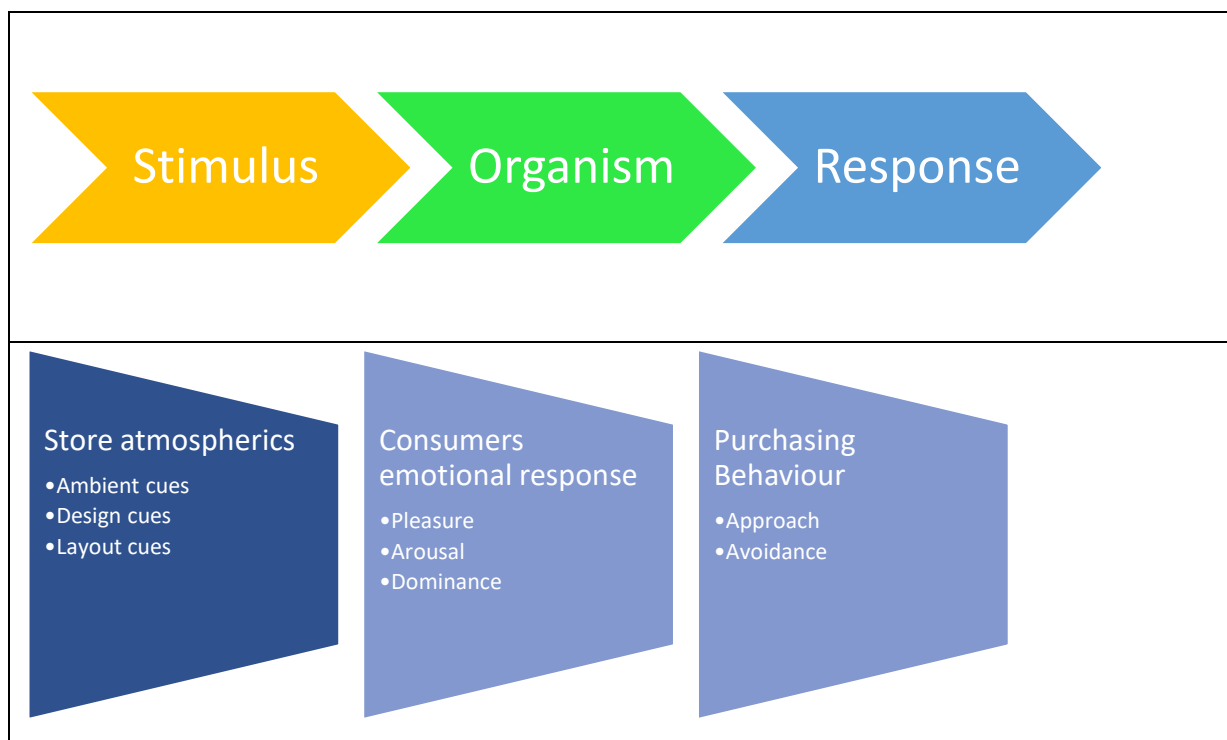 Stimulus
Organism
Response
Store atmospherics
•Ambient cues
•Design cues
•Layout cues
Consumers
emotional response
•Pleasure
•Arousal
•Dominance
Purchasing
Behaviour
•Approach
•Avoidance